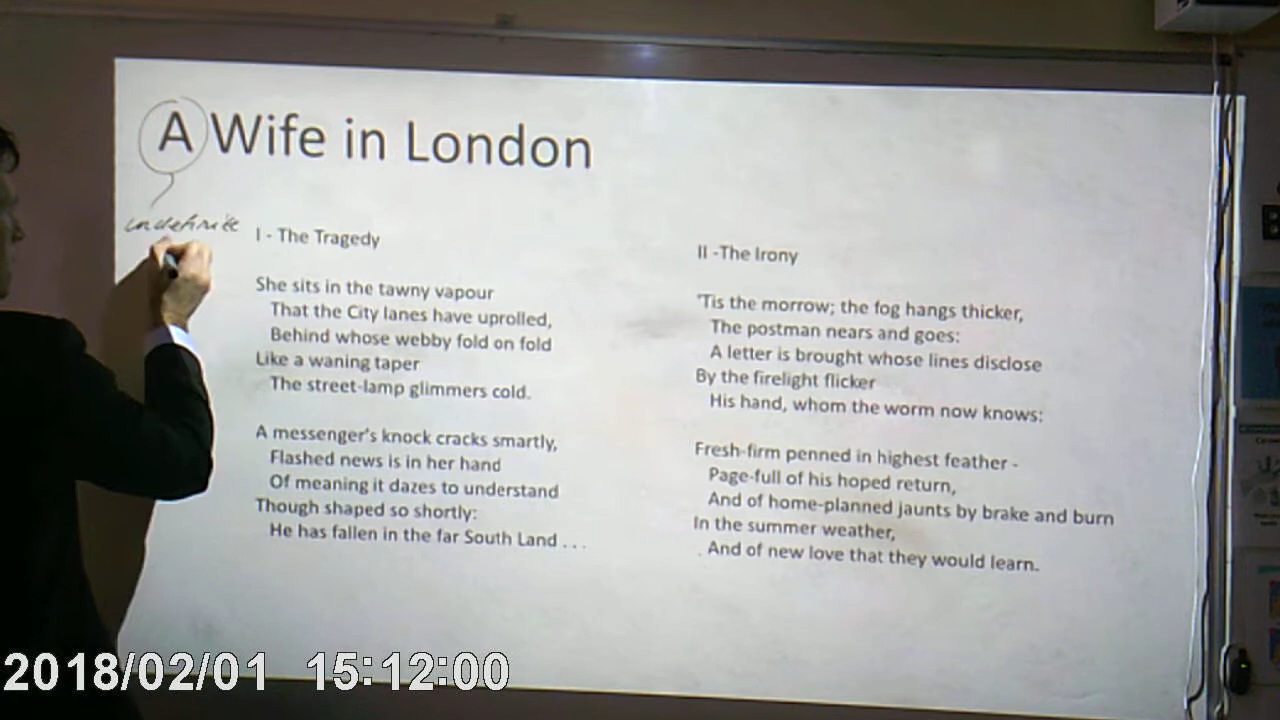 A Wife in London
indefinite
I - The Tragedy
She sits in the tawny vapour
That the City lanes have uprolled,
Behind whose webby fold on fold
Like a waning taper
The street-lamp glimmers cold.
A messenger's knock cracks smartly,
Flashed news is in her hand
Of meaning it dazes to understand
Though shaped so shortly:
He has fallen in the far South Land . . .
II -The Irony
'Tis the morrow; the fog hangs thicker,
The postman nears and goes:
A letter is brought whose lines disclose
By the firelight flicker
His hand, whom the worm now knows:
Fresh-firm penned in highest feather -
Page-full of his hoped return,
And of home-planned jaunts by brake and burn
In the summer weather,
And of new love that they would learn.
2018/02/01 15:12:00